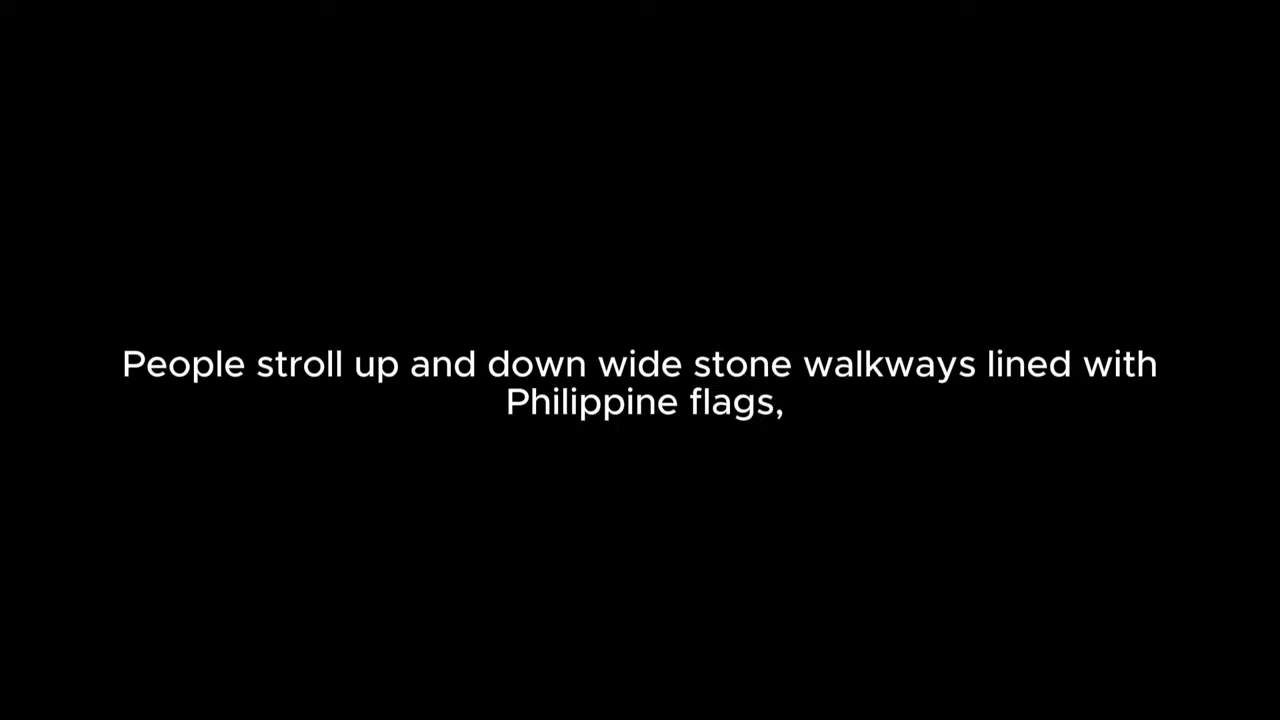 People stroll up and down wide stone walkways lined with
Philippine flags,